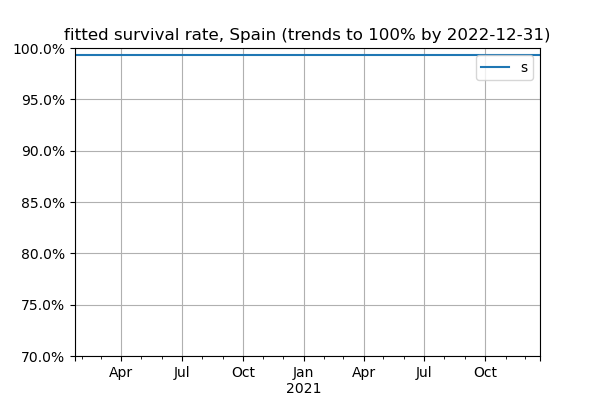 fitted survival rate, Spain (trends to 100% by 2022-12-31)
100.0%
s
95.0%
90.0%
85.0%
80.0%
75.0%
70.0%
Apr Jul Oct Jan Apr Jul Oct
2021